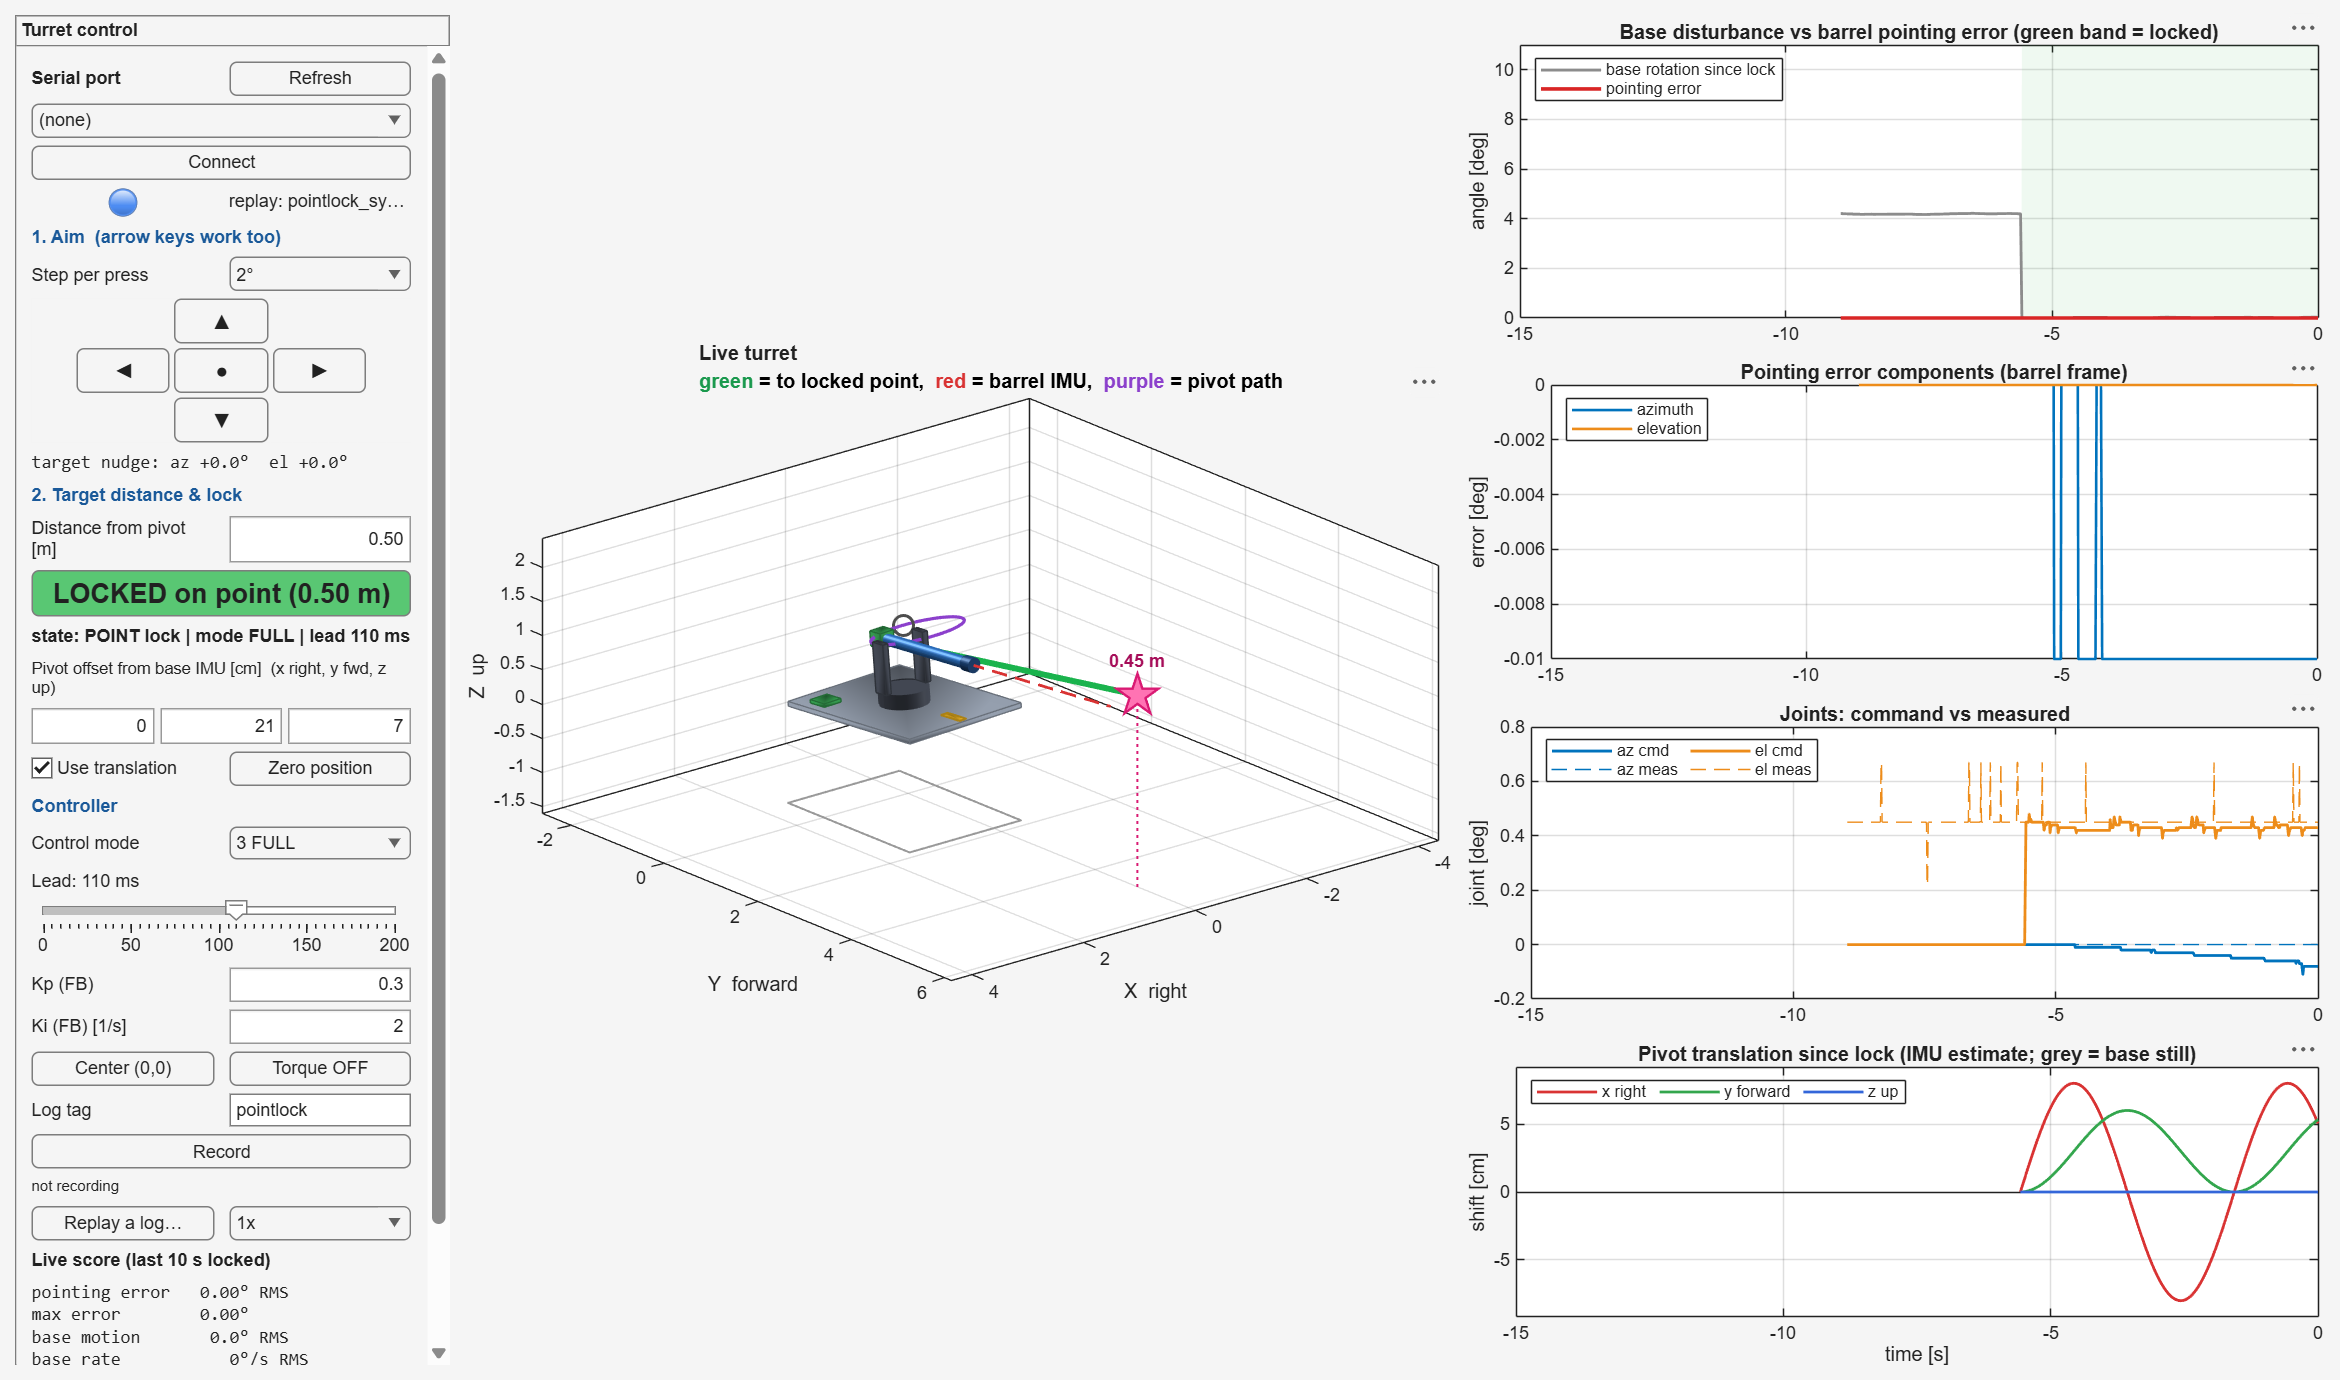 Turret control
Serial port
Refresh
(none)
Connect
replay: pointlock_sy…
1. Aim  (arrow keys work too)
Step per press
2°
target nudge: az +0.0°  el +0.0°
2. Target distance & lock
Distance from pivot
[m]
0.50
LOCKED on point (0.50 m)
state: POINT lock | mode FULL | lead 110 ms
Pivot offset from base IMU [cm]  (x right, y fwd, z
up)
0
21
7
Use translation
Zero position
Controller
Control mode
3 FULL
Lead: 110 ms
0 50 100 150 200
Kp (FB)
0.3
Ki (FB) [1/s]
2
Center (0,0)
Torque OFF
Log tag
pointlock
Record
not recording
Replay a log…
1x
Live score (last 10 s locked)
pointing error   0.00° RMS
max error        0.00°
base motion       0.0° RMS
base rate           0°/s RMS
Live turret
green = to locked point,  red = barrel IMU,  purple = pivot path
0.45 m
Z  up
2
1.5
1
0.5
0
-0.5
-1
-1.5
-2
0
2
4
6
Y  forward
4
2
0
-2
-4
X  right
Base disturbance vs barrel pointing error (green band = locked)
base rotation since lock
pointing error
angle [deg]
10
8
6
4
2
0
-15 -10 -5 0
Pointing error components (barrel frame)
azimuth
elevation
error [deg]
0
-0.002
-0.004
-0.006
-0.008
-0.01
-15 -10 -5 0
Joints: command vs measured
az cmd
el cmd
az meas
el meas
joint [deg]
0.8
0.6
0.4
0.2
0
-0.2
-15 -10 -5 0
Pivot translation since lock (IMU estimate; grey = base still)
x right
y forward
z up
shift [cm]
5
0
-5
-15 -10 -5 0
time [s]